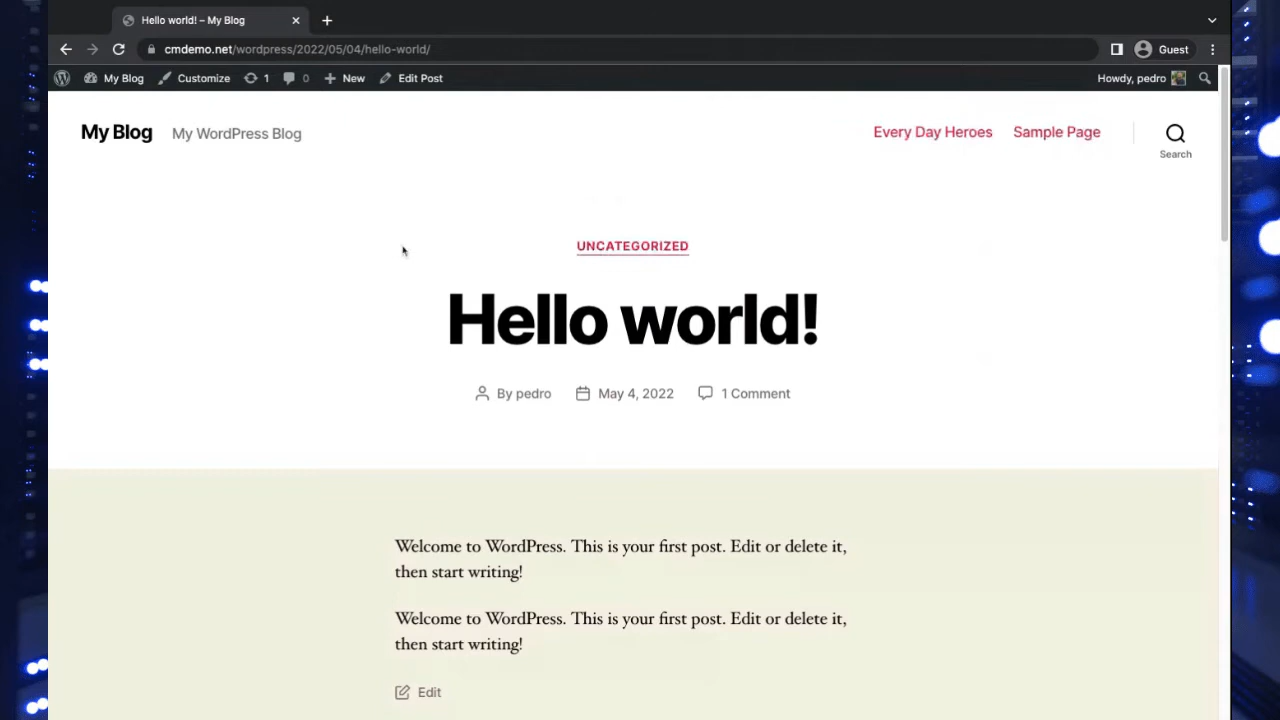 Hello world! – My Blog
cmdemo.net/wordpress/2022/05/04/hello-world/
Guest
My Blog
Customize
1
0
New
Edit Post
Howdy, pedro
My Blog
My WordPress Blog
Every Day Heroes
Sample Page
Search
UNCATEGORIZED
Hello world!
By pedro
May 4, 2022
1 Comment
Welcome to WordPress. This is your first post. Edit or delete it,
then start writing!
Welcome to WordPress. This is your first post. Edit or delete it,
then start writing!
Edit